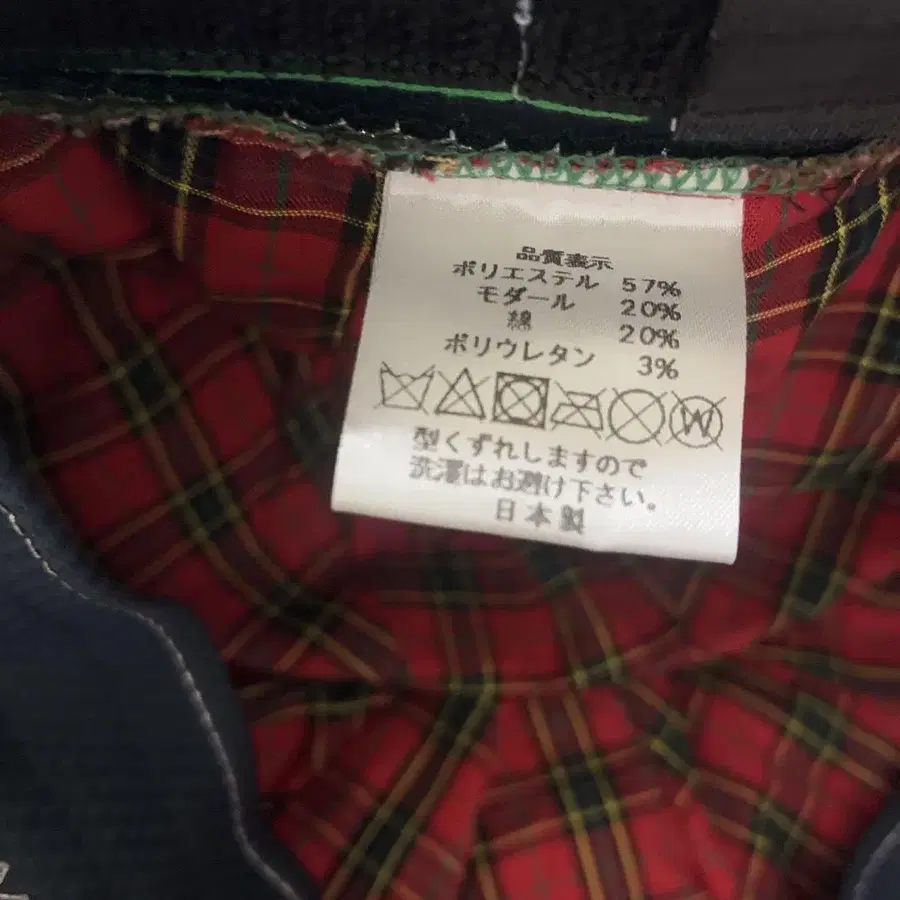 品質表示
ポリエステル 57%
モダール 20%
綿 20%
ポリウレタン 3%
W
型くずれしますので
洗濯はお避け下さい。
日本製